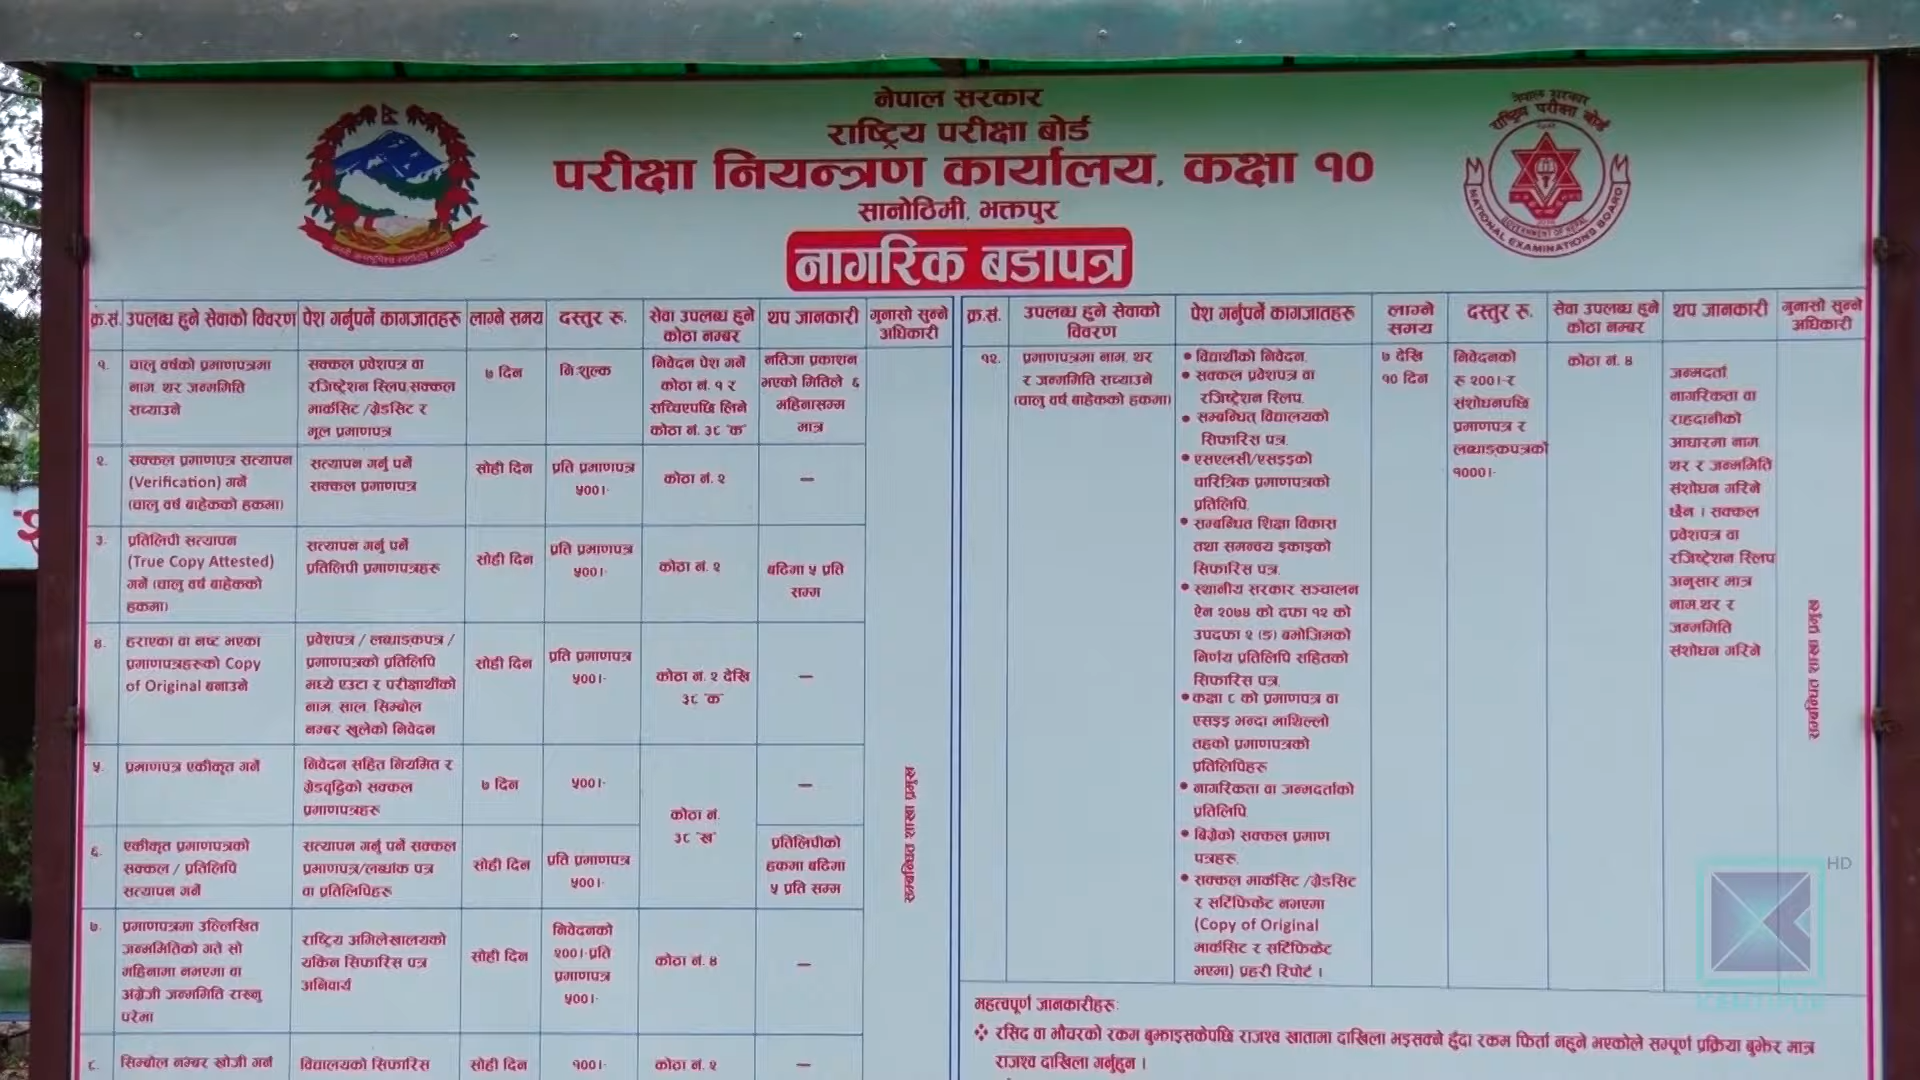 नेपाल सरकार
राष्ट्रिय परीक्षा बोर्ड
परीक्षा नियन्त्रण कार्यालय, कक्षा १०
सानोठिमी, भक्तपुर
नागरिक बडापत्र
नेपाल सरकार
राष्ट्रिय परीक्षा बोर्ड
GOVERNMENT OF NEPAL
NATIONAL EXAMINATIONS BOARD
क्र.सं. उपलब्ध हुने सेवाको विवरण पेश गर्नुपर्ने कागजातहरू लाग्ने समय दस्तुर रू. सेवा उपलब्ध हुने कोठा नम्बर थप जानकारी गुनासो सुन्ने अधिकारी
१. चालु वर्षको प्रमाणपत्रमा
नाम, थर जन्ममिति
सच्याउने
सक्कल प्रवेशपत्र वा
रजिष्ट्रेशन स्लिप,सक्कल
मार्कसिट /ग्रेडसिट र
मूल प्रमाणपत्र
७ दिन
निःशुल्क
निवेदन पेश गर्ने
कोठा नं. १ र
सच्चिएपछि लिने
कोठा नं. ३८ "क"
नतिजा प्रकाशन
भएको मितिले ६
महिनासम्म
मात्र
२. सक्कल प्रमाणपत्र सत्यापन
(Verification) गर्ने
(चालु वर्ष बाहेकको हकमा)
सत्यापन गर्नु पर्ने
सक्कल प्रमाणपत्र
सोही दिन
प्रति प्रमाणपत्र
५००।-
कोठा नं. २
—
३. प्रतिलिपी सत्यापन
(True Copy Attested)
गर्ने (चालु वर्ष बाहेकको
हकमा)
सत्यापन गर्नु पर्ने
प्रतिलिपी प्रमाणपत्रहरू
सोही दिन
प्रति प्रमाणपत्र
५००।-
कोठा नं. २
बढिमा ५ प्रति
सम्म
४. हराएका वा नष्ट भएका
प्रमाणपत्रहरूको Copy
of Original बनाउने
प्रवेशपत्र / लब्धाङ्कपत्र /
प्रमाणपत्रको प्रतिलिपि
मध्ये एउटा र परीक्षार्थीको
नाम, साल, सिम्बोल
नम्बर खुलेको निवेदन
सोही दिन
प्रति प्रमाणपत्र
५००।-
कोठा नं. २ देखि
३८ "क"
—
५. प्रमाणपत्र एकीकृत गर्ने
निवेदन सहित नियमित र
ग्रेडवृद्धिको सक्कल
प्रमाणपत्रहरू
७ दिन
५००।-
कोठा नं.
३८ "ख"
—
६. एकीकृत प्रमाणपत्रको
सक्कल / प्रतिलिपि
सत्यापन गर्ने
सत्यापन गर्नु पर्ने सक्कल
प्रमाणपत्र/लब्धांक पत्र
वा प्रतिलिपिहरू
सोही दिन
प्रति प्रमाणपत्र
५००।-
प्रतिलिपीको
हकमा बढिमा
५ प्रति सम्म
७. प्रमाणपत्रमा उल्लिखित
जन्ममितिको गते सो
महिनामा नभएमा वा
अंग्रेजी जन्ममिति राख्नु
परेमा
राष्ट्रिय अभिलेखालयको
यकिन सिफारिस पत्र
अनिवार्य
सोही दिन
निवेदनको
२००।-प्रति
प्रमाणपत्र
५००।-
कोठा नं. ४
—
८. सिम्बोल नम्बर खोजी गर्न
विद्यालयको सिफारिस
सोही दिन
१००।-
कोठा नं. २
—
सम्बन्धित शाखा प्रमुख
क्र.सं. उपलब्ध हुने सेवाको विवरण पेश गर्नुपर्ने कागजातहरू लाग्ने समय दस्तुर रू. सेवा उपलब्ध हुने कोठा नम्बर थप जानकारी गुनासो सुन्ने अधिकारी
१२. प्रमाणपत्रमा नाम, थर
र जन्ममिति सच्याउने
(चालु वर्ष बाहेकको हकमा)
• विद्यार्थीको निवेदन,
• सक्कल प्रवेशपत्र वा
रजिष्ट्रेशन स्लिप,
• सम्बन्धित् विद्यालयको
सिफारिस पत्र,
• एसएलसी/एसइइको
चारित्रिक प्रमाणपत्रको
प्रतिलिपि,
• सम्बन्धित शिक्षा विकास
तथा समन्वय इकाइको
सिफारिस पत्र,
• स्थानीय सरकार सञ्चालन
ऐन २०७४ को दफा १२ को
उपदफा २ (ङ) बमोजिमको
निर्णय प्रतिलिपि सहितको
सिफारिस पत्र,
• कक्षा ८ को प्रमाणपत्र वा
एसइइ भन्दा माथिल्लो
तहको प्रमाणपत्रको
प्रतिलिपिहरू
• नागरिकता वा जन्मदर्ताको
प्रतिलिपि
• बिग्रेको सक्कल प्रमाण
पत्रहरू,
• सक्कल मार्कसिट /ग्रेडसिट
र सर्टिफिकेट नभएमा
(Copy of Original
मार्कसिट र सर्टिफिकेट
भएमा) प्रहरी रिपोर्ट ।
७ देखि
१० दिन
निवेदनको
रु २००।-र
संशोधनपछि
प्रमाणपत्र र
लब्धाङ्कपत्रको
१०००।-
कोठा नं. ४
जन्मदर्ता,
नागरिकता वा
राहदानीको
आधारमा नाम,
थर र जन्ममिति
संशोधन गरिने
छैन । सक्कल
प्रवेशपत्र वा
रजिष्ट्रेशन स्लिप
अनुसार मात्र
नाम,थर र
जन्ममिति
संशोधन गरिने
सम्बन्धित शाखा प्रमुख
महत्वपूर्ण जानकारीहरू:
❖ रसिद वा भौचरको रकम बुझाइसकेपछि राजश्व खातामा दाखिला भइसक्ने हुँदा रकम फिर्ता नहुने भएकोले सम्पूर्ण प्रक्रिया बुझेर मात्र
राजश्व दाखिला गर्नुहुन ।
HD
KANTIPUR